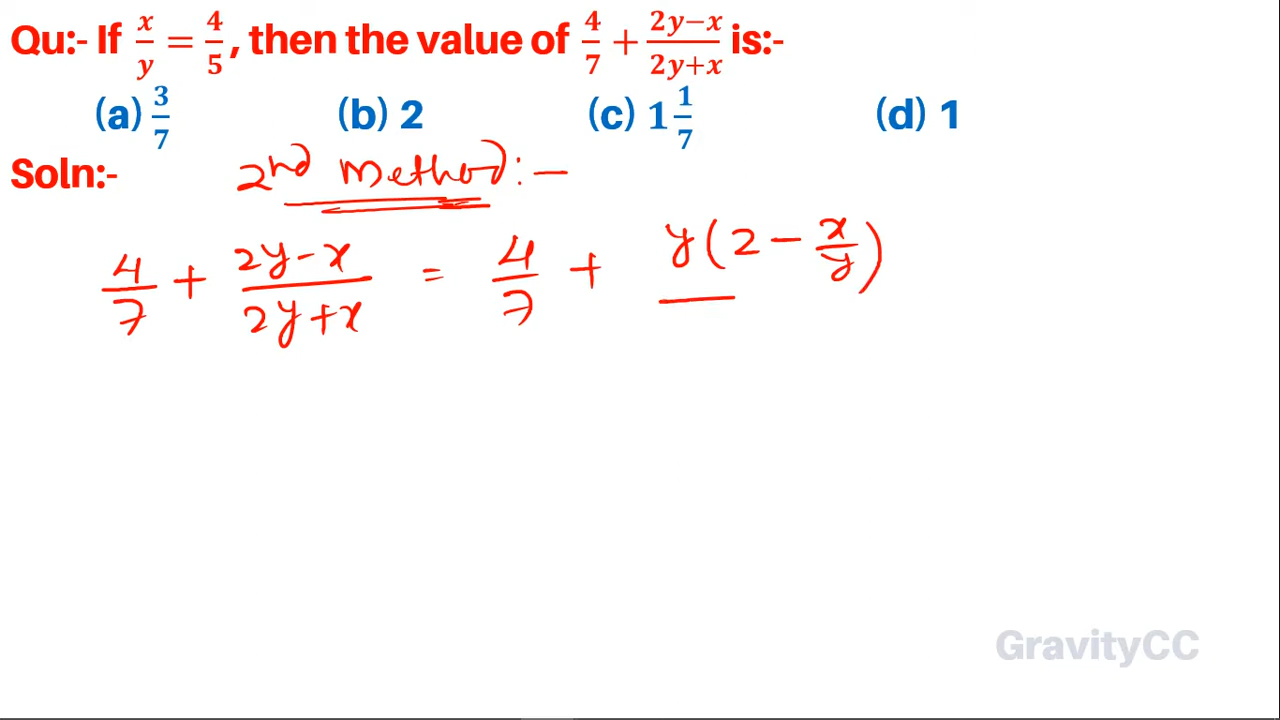 Qu:- If x/y = 4/5, then the value of 4/7 + (2y−x)/(2y+x) is:-
(a) 3/7 (b) 2 (c) 1 1/7 (d) 1
Soln:- 2nd Method:-
4/7 + (2y-x)/(2y+x) = 4/7 + y(2 - x/y)
GravityCC